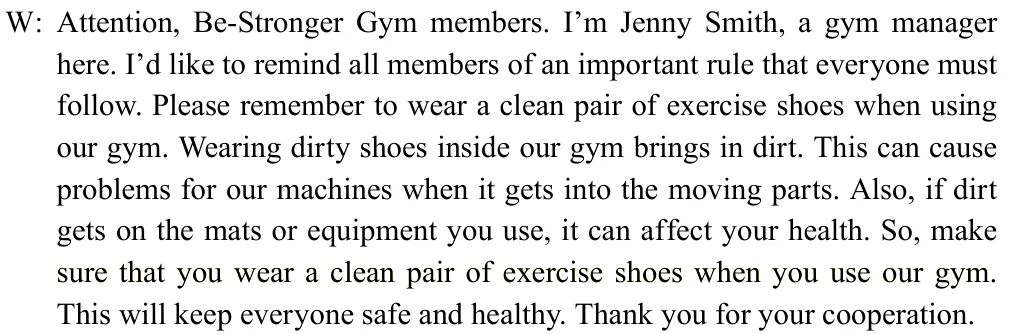 W: Attention, Be-Stronger Gym members. I’m Jenny Smith, a gym manager
here. I’d like to remind all members of an important rule that everyone must
follow. Please remember to wear a clean pair of exercise shoes when using
our gym. Wearing dirty shoes inside our gym brings in dirt. This can cause
problems for our machines when it gets into the moving parts. Also, if dirt
gets on the mats or equipment you use, it can affect your health. So, make
sure that you wear a clean pair of exercise shoes when you use our gym.
This will keep everyone safe and healthy. Thank you for your cooperation.